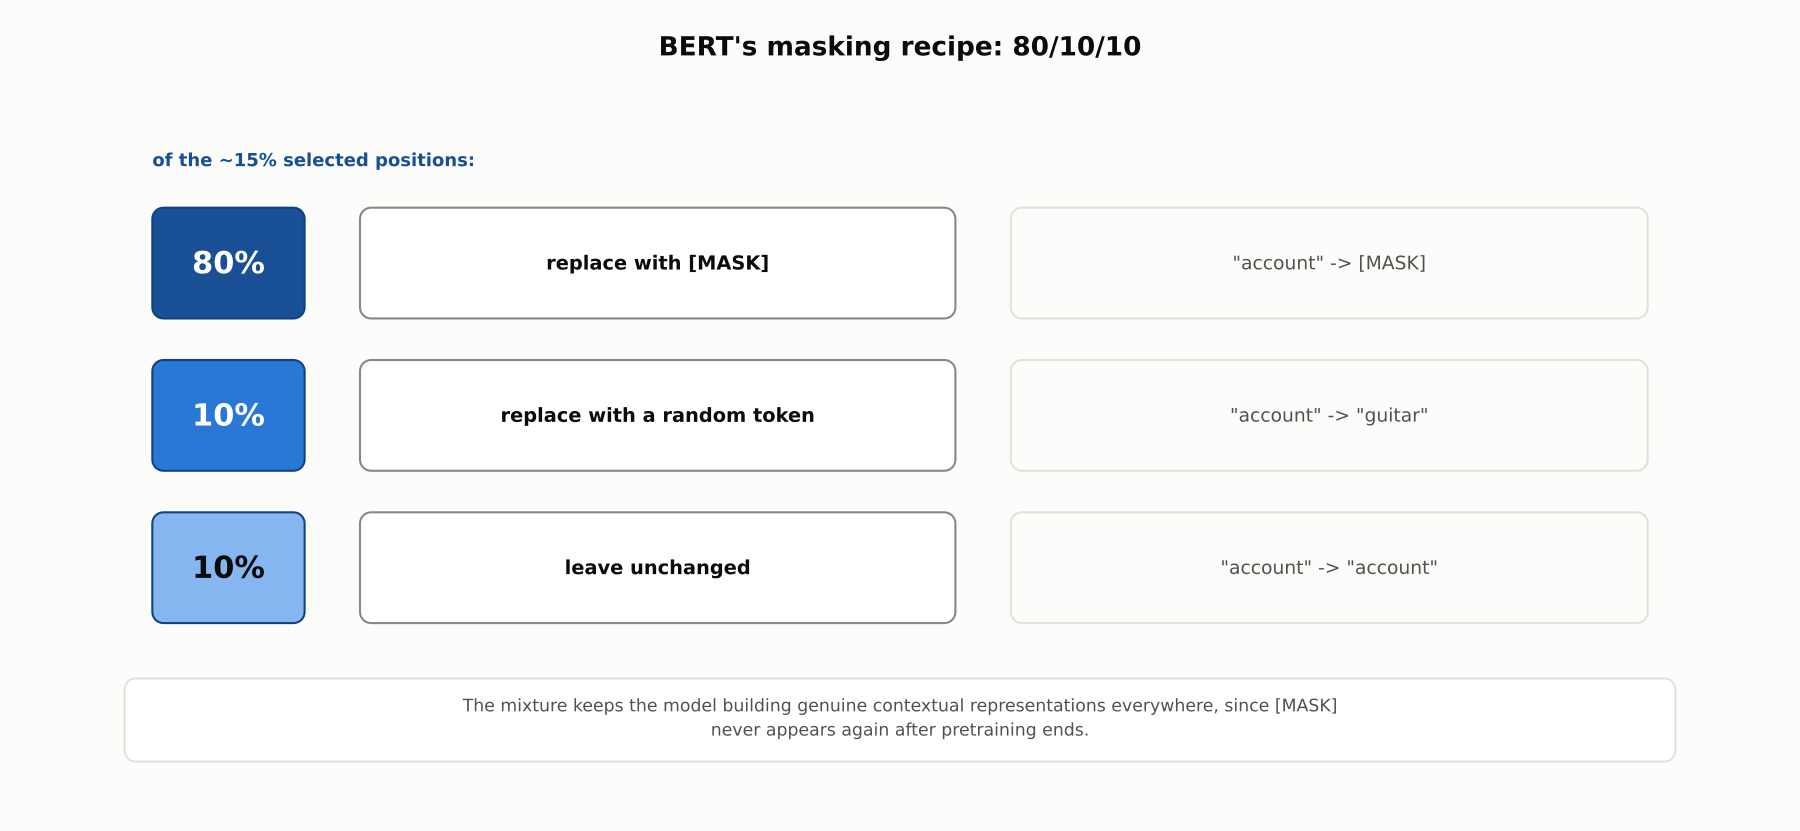 BERT's masking recipe: 80/10/10
of the ~15% selected positions:
80%
replace with [MASK]
"account" -> [MASK]
10%
replace with a random token
"account" -> "guitar"
10%
leave unchanged
"account" -> "account"
The mixture keeps the model building genuine contextual representations everywhere, since [MASK]
never appears again after pretraining ends.